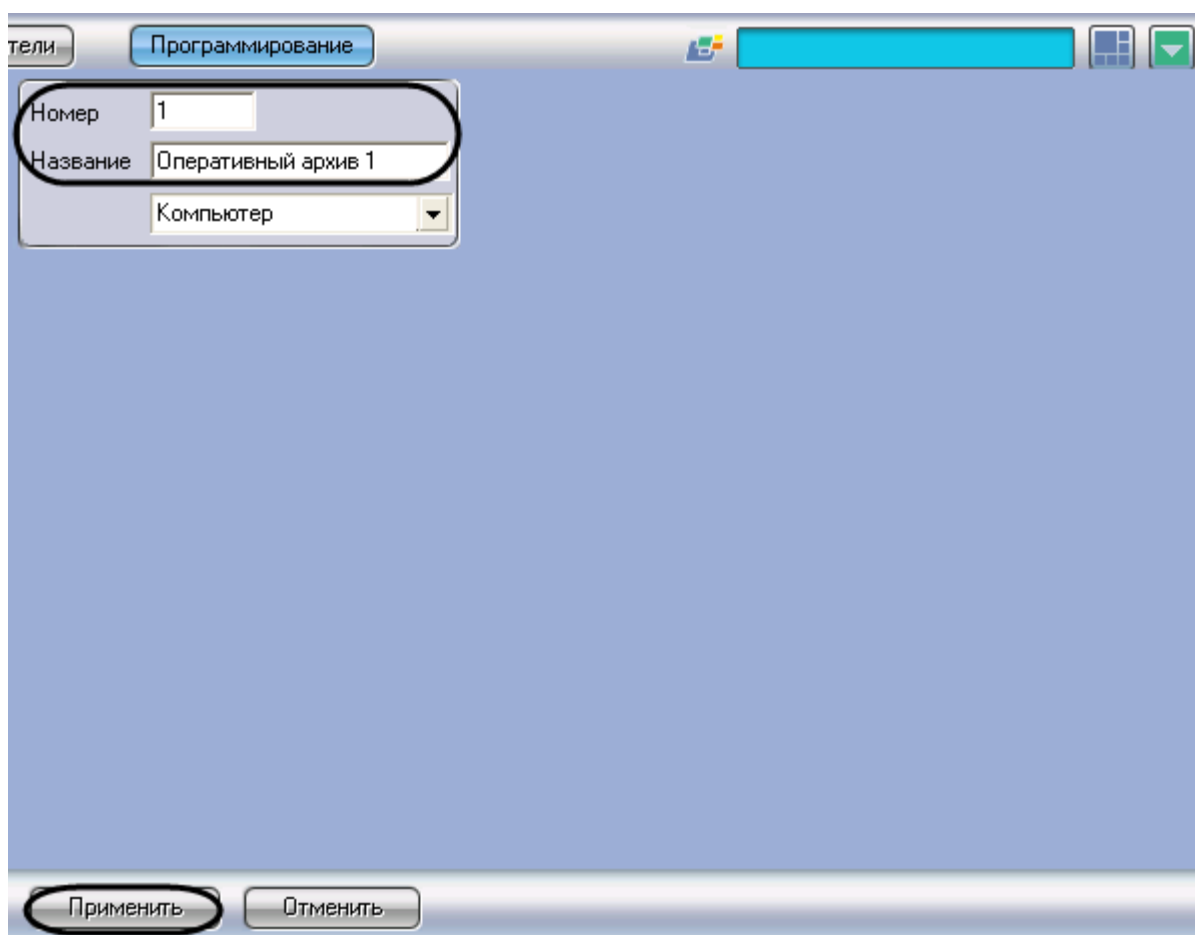 тели Программирование
Номер 1
Название Оперативный архив 1
Компьютер
Применить Отменить